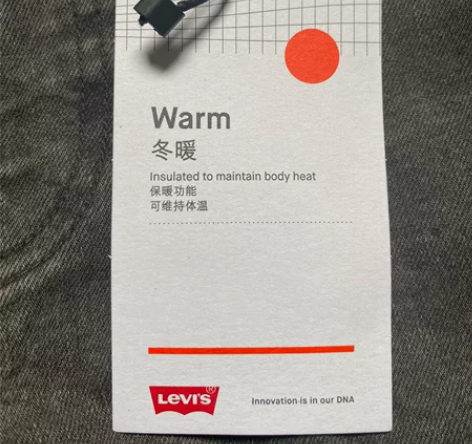 Warm
冬暖
Insulated to maintain body heat
保暖功能
可维持体温
LEVI'S®
Innovation is in our DNA